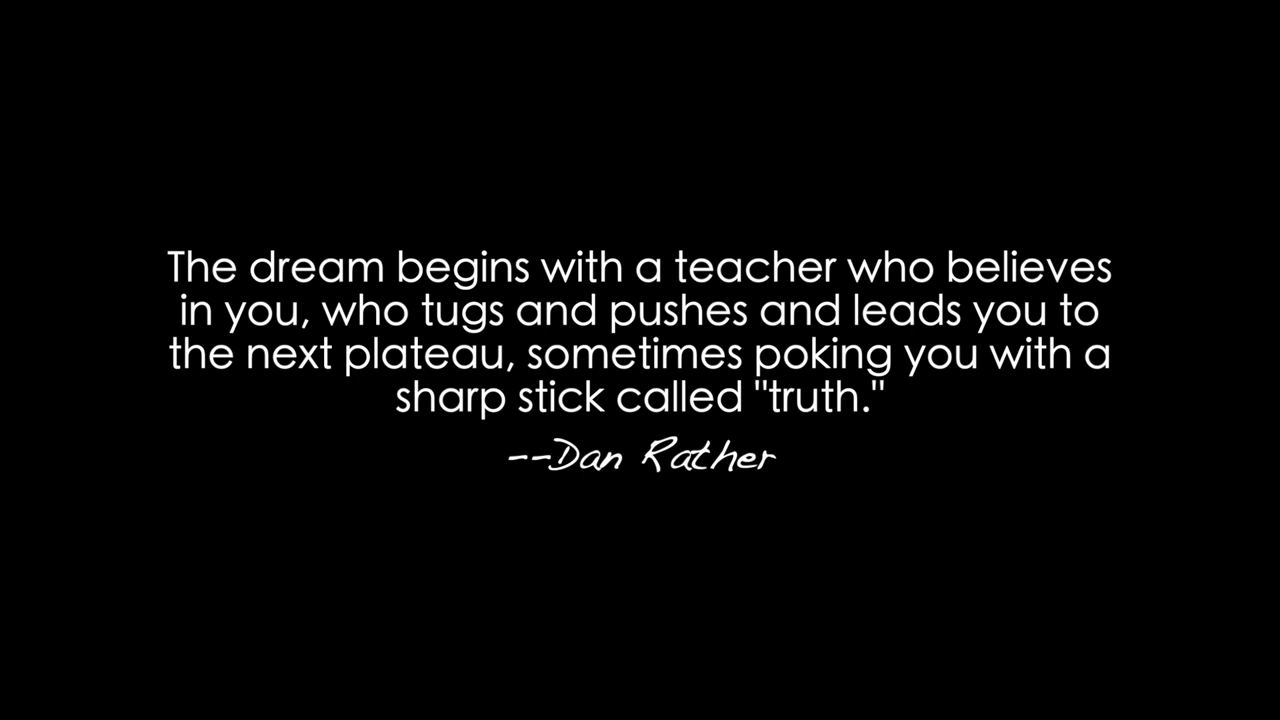 The dream begins with a teacher who believes
in you, who tugs and pushes and leads you to
the next plateau, sometimes poking you with a
sharp stick called "truth."
--Dan Rather